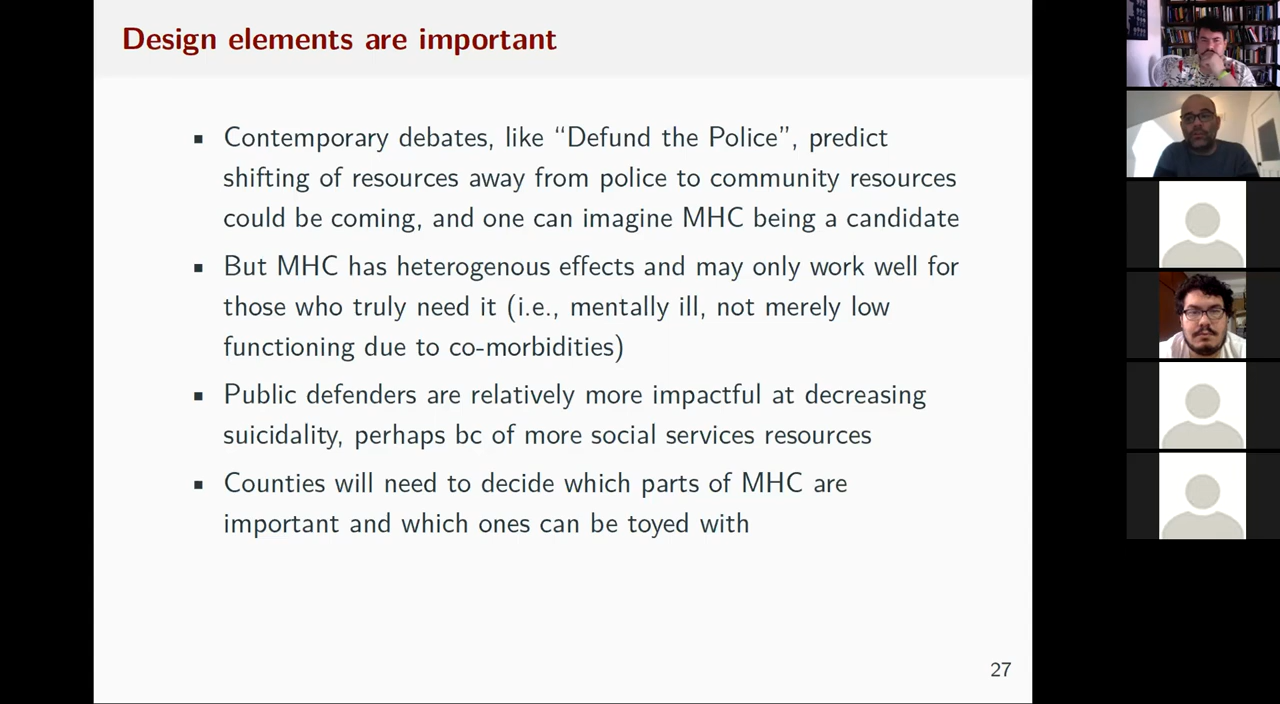 Design elements are important
▪ Contemporary debates, like “Defund the Police”, predict
shifting of resources away from police to community resources
could be coming, and one can imagine MHC being a candidate
▪ But MHC has heterogenous effects and may only work well for
those who truly need it (i.e., mentally ill, not merely low
functioning due to co-morbidities)
▪ Public defenders are relatively more impactful at decreasing
suicidality, perhaps bc of more social services resources
▪ Counties will need to decide which parts of MHC are
important and which ones can be toyed with
27